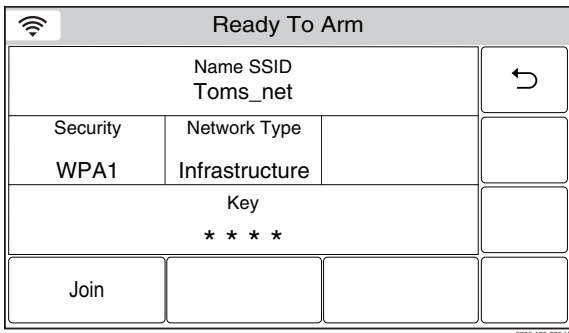 Ready To Arm
Name SSID
Toms_net
Security Network Type
WPA1 Infrastructure
Key
* * * *
Join